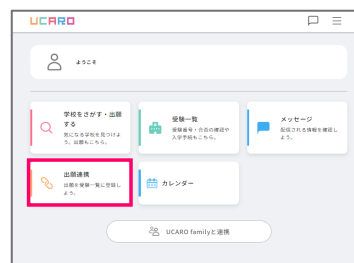 UCARO
ようこそ
学校をさがす・出願
する
気になる学校を見つけよ
う。出願もこちら。
受験一覧
受験番号・合否の確認や
入学手続もこちら。
メッセージ
配信される情報を確認し
よう。
出願連携
出願を受験一覧に登録し
よう。
カレンダー
UCARO familyと連携